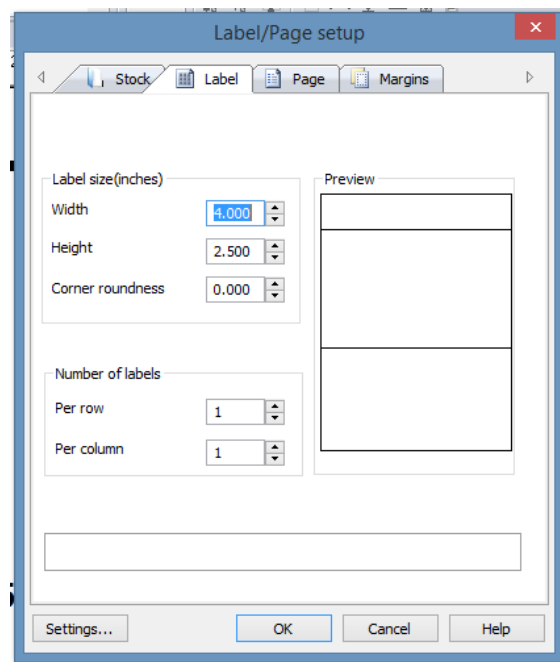 Label/Page setup
Stock Label Page Margins
Label size(inches)
Width 4.000
Height 2.500
Corner roundness 0.000
Preview
Number of labels
Per row 1
Per column 1
Settings... OK Cancel Help